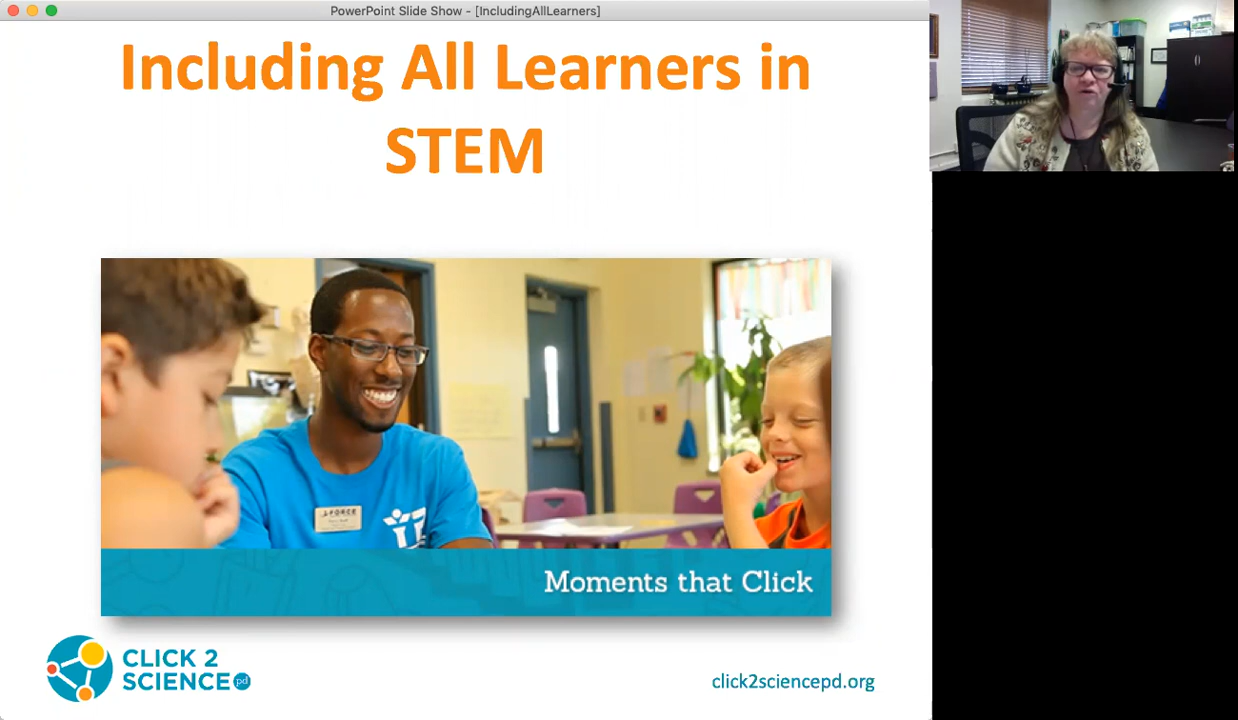 PowerPoint Slide Show - [IncludingAllLearners]
Including All Learners in
STEM
Moments that Click
CLICK 2
SCIENCE pd
click2sciencepd.org